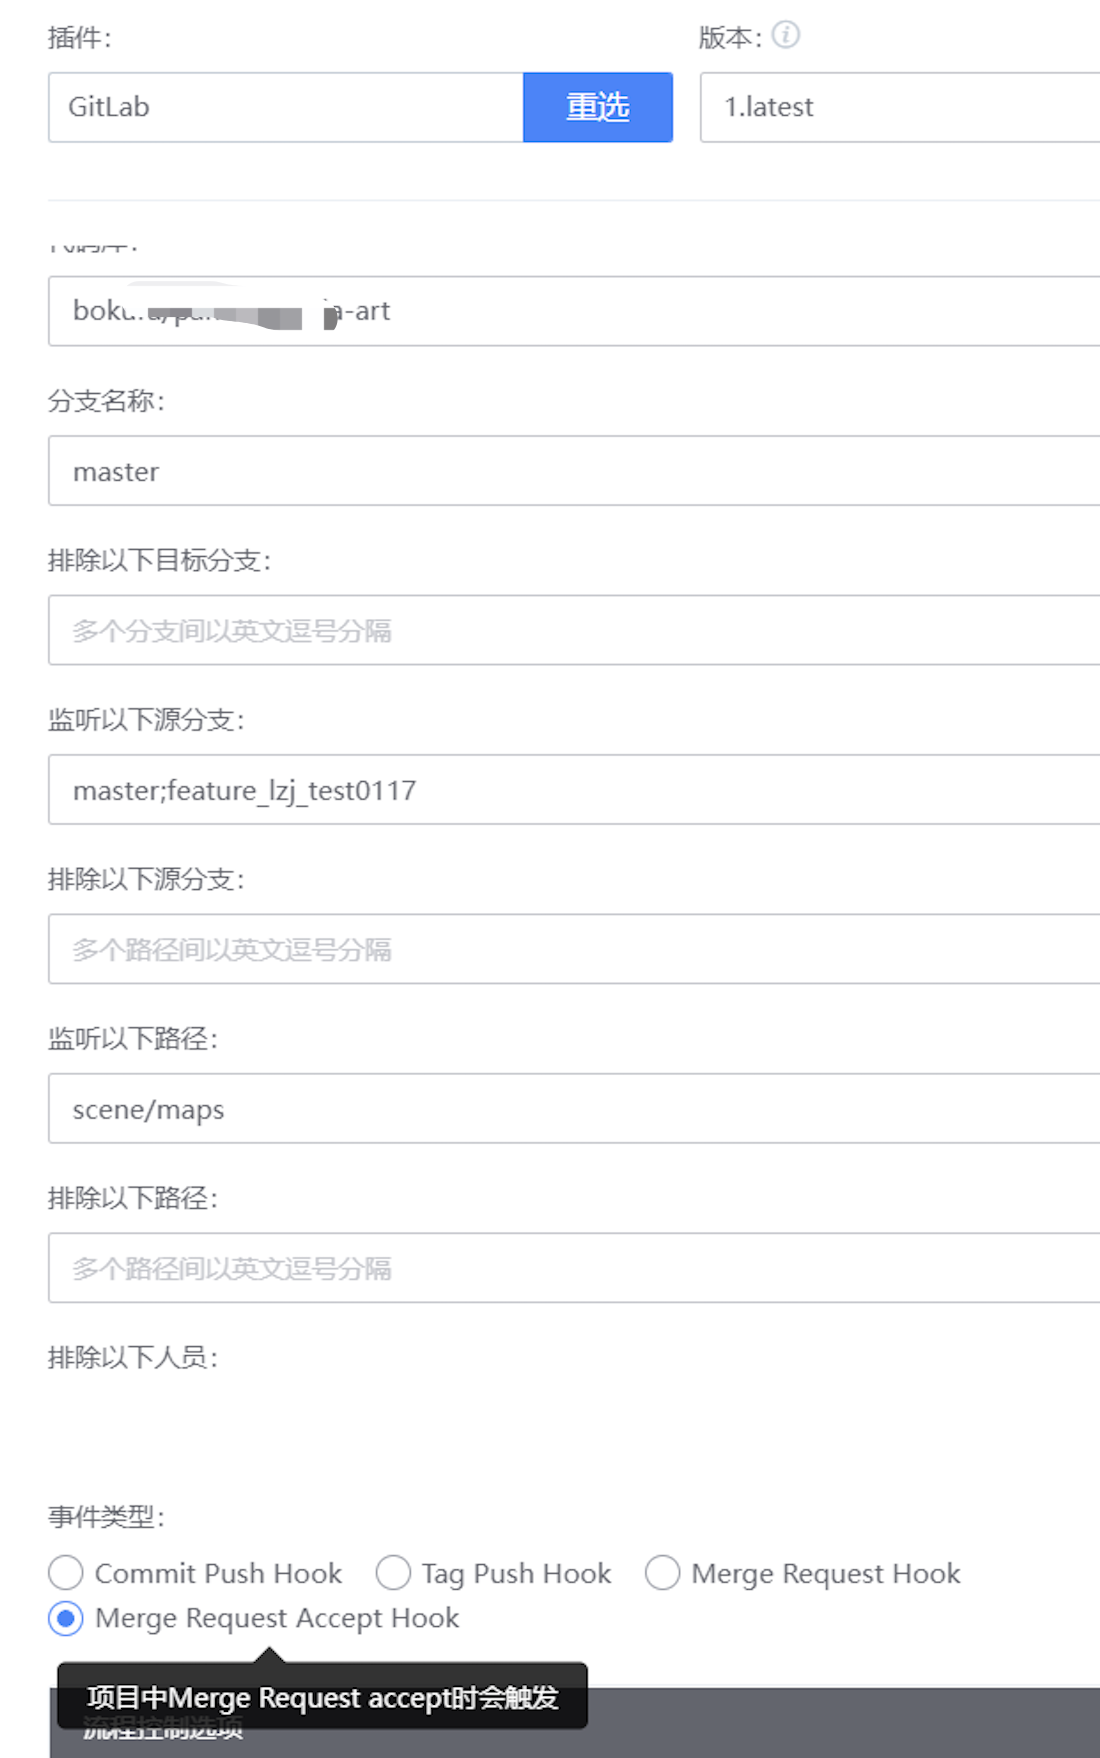 插件：
版本：
GitLab
重选
1.latest
代码库：
a-art
分支名称：
master
排除以下目标分支：
多个分支间以英文逗号分隔
监听以下源分支：
master;feature_lzj_test0117
排除以下源分支：
多个路径间以英文逗号分隔
监听以下路径：
scene/maps
排除以下路径：
多个路径间以英文逗号分隔
排除以下人员：
事件类型：
Commit Push Hook
Tag Push Hook
Merge Request Hook
Merge Request Accept Hook
项目中Merge Request accept时会触发
流程控制选项